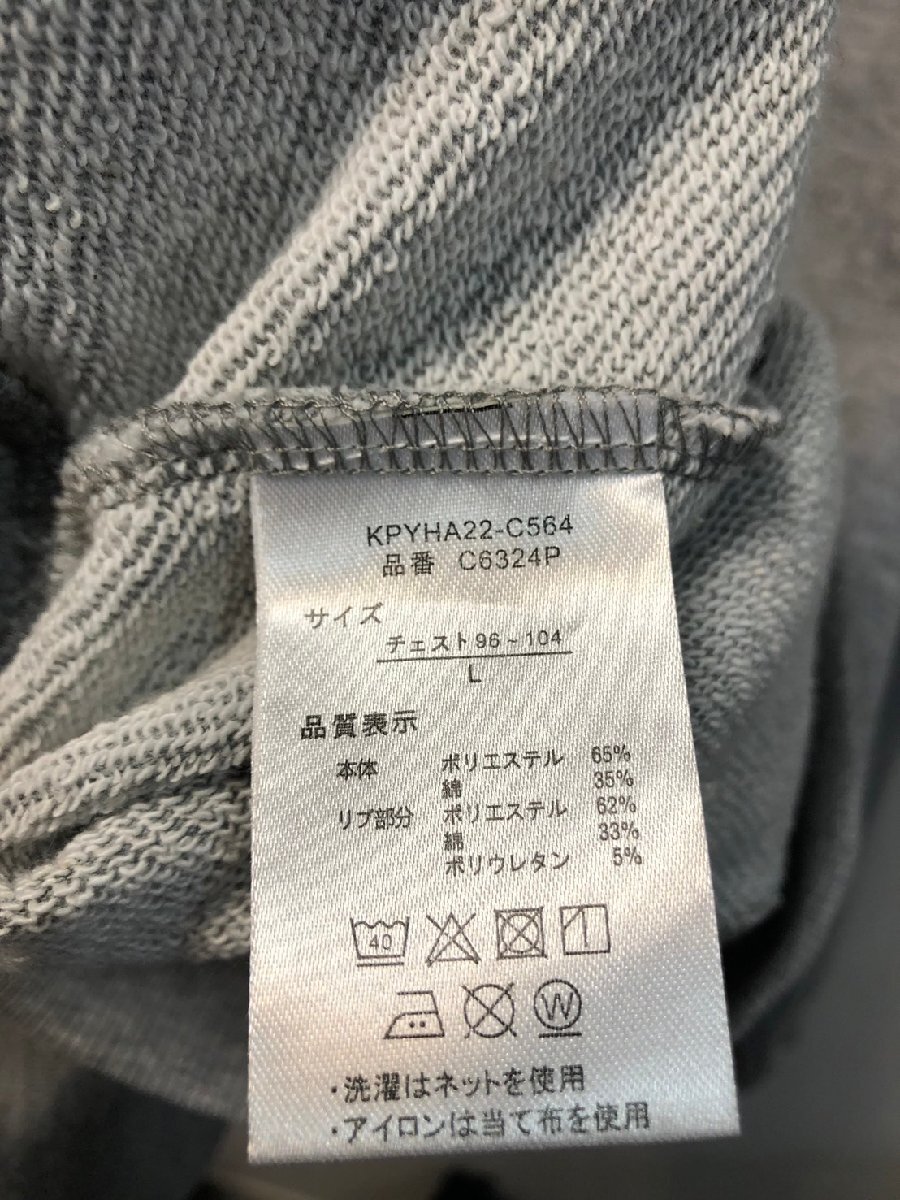 KPYHA22-C564
品番 C6324P
サイズ
チェスト96~104
L
品質表示
本体 ポリエステル 65%
綿 35%
リブ部分 ポリエステル 62%
綿 33%
ポリウレタン 5%
40
W
・洗濯はネットを使用
・アイロンは当て布を使用